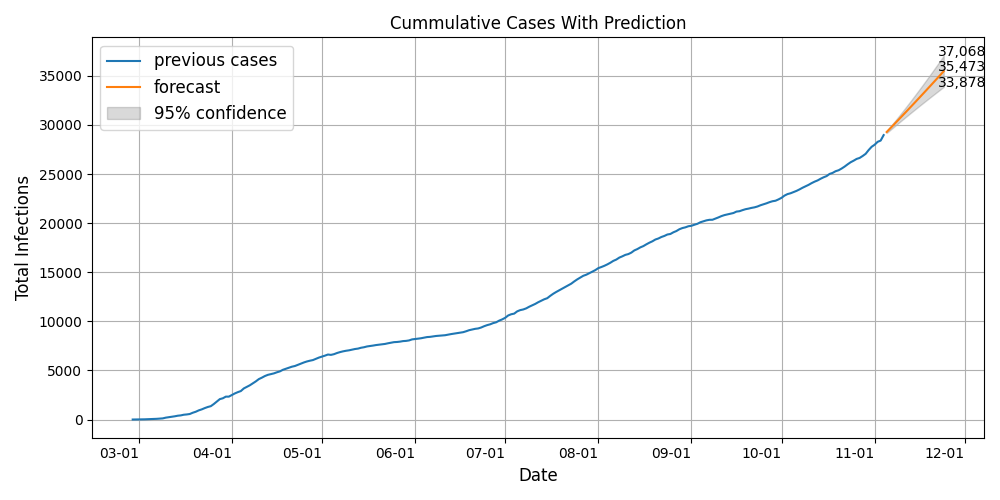 Cummulative Cases With Prediction
previous cases
forecast
95% confidence
37,068
35,473
33,878
35000
30000
25000
20000
15000
10000
5000
0
Total Infections
03-01 04-01 05-01 06-01 07-01 08-01 09-01 10-01 11-01 12-01
Date